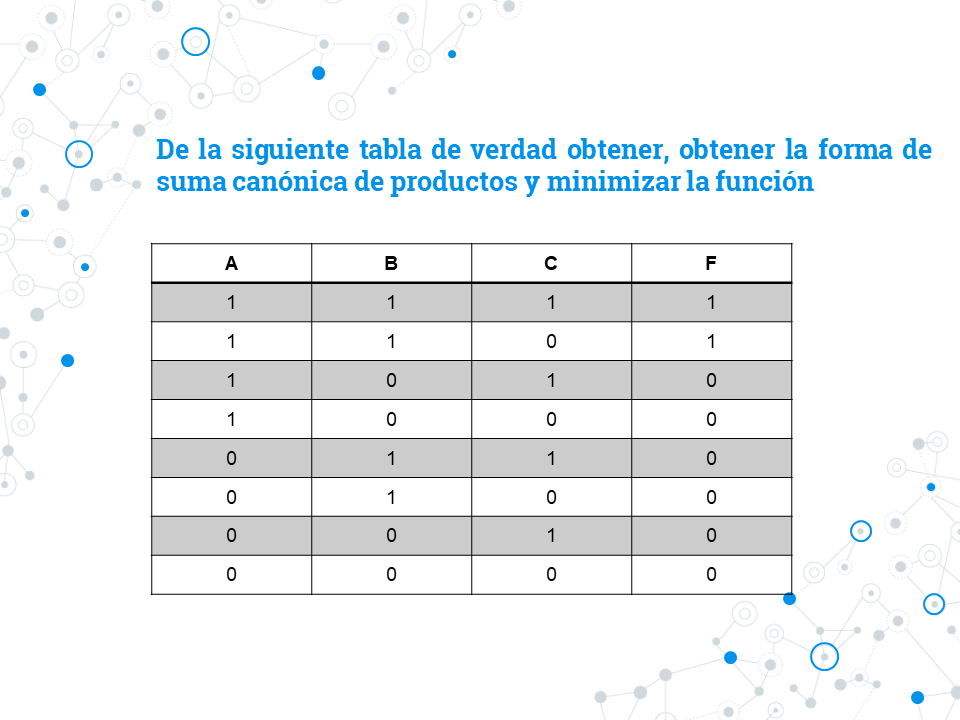 De la siguiente tabla de verdad obtener, obtener la forma de
suma canónica de productos y minimizar la función
A B C F
1 1 1 1
1 1 0 1
1 0 1 0
1 0 0 0
0 1 1 0
0 1 0 0
0 0 1 0
0 0 0 0